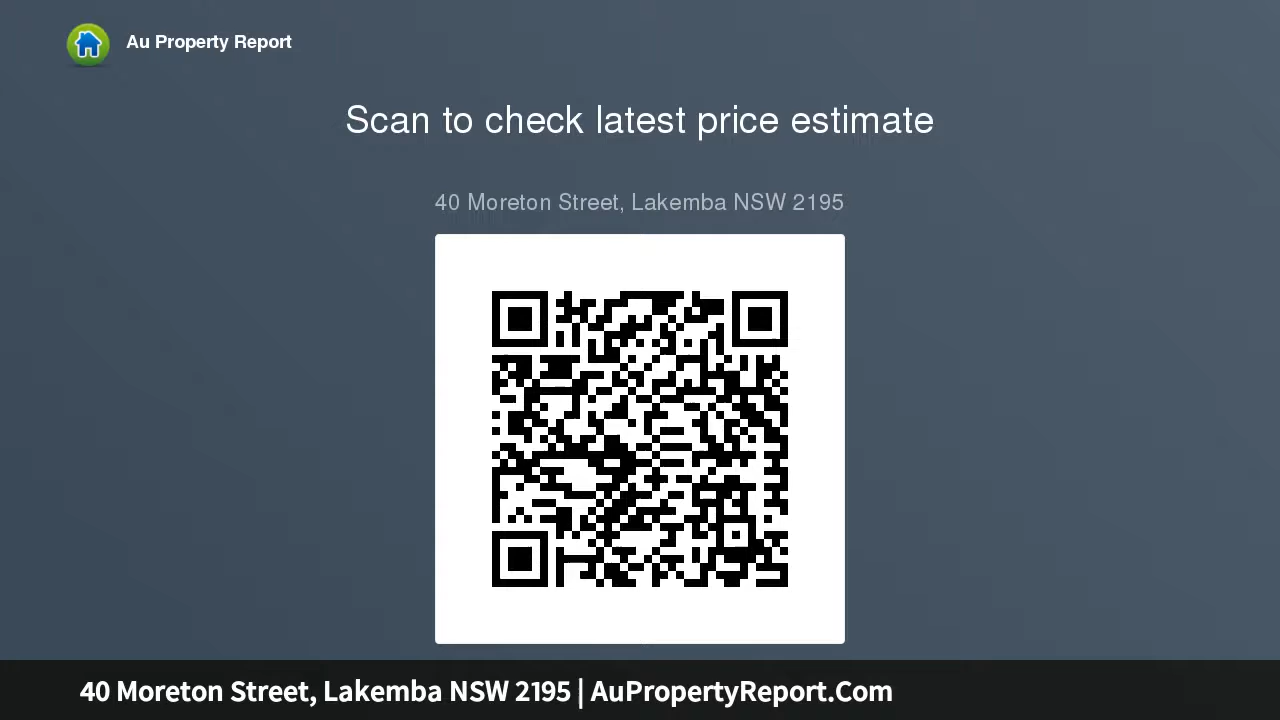 Au Property Report
Scan to check latest price estimate
40 Moreton Street, Lakemba NSW 2195
40 Moreton Street, Lakemba NSW 2195 | AuPropertyReport.Com